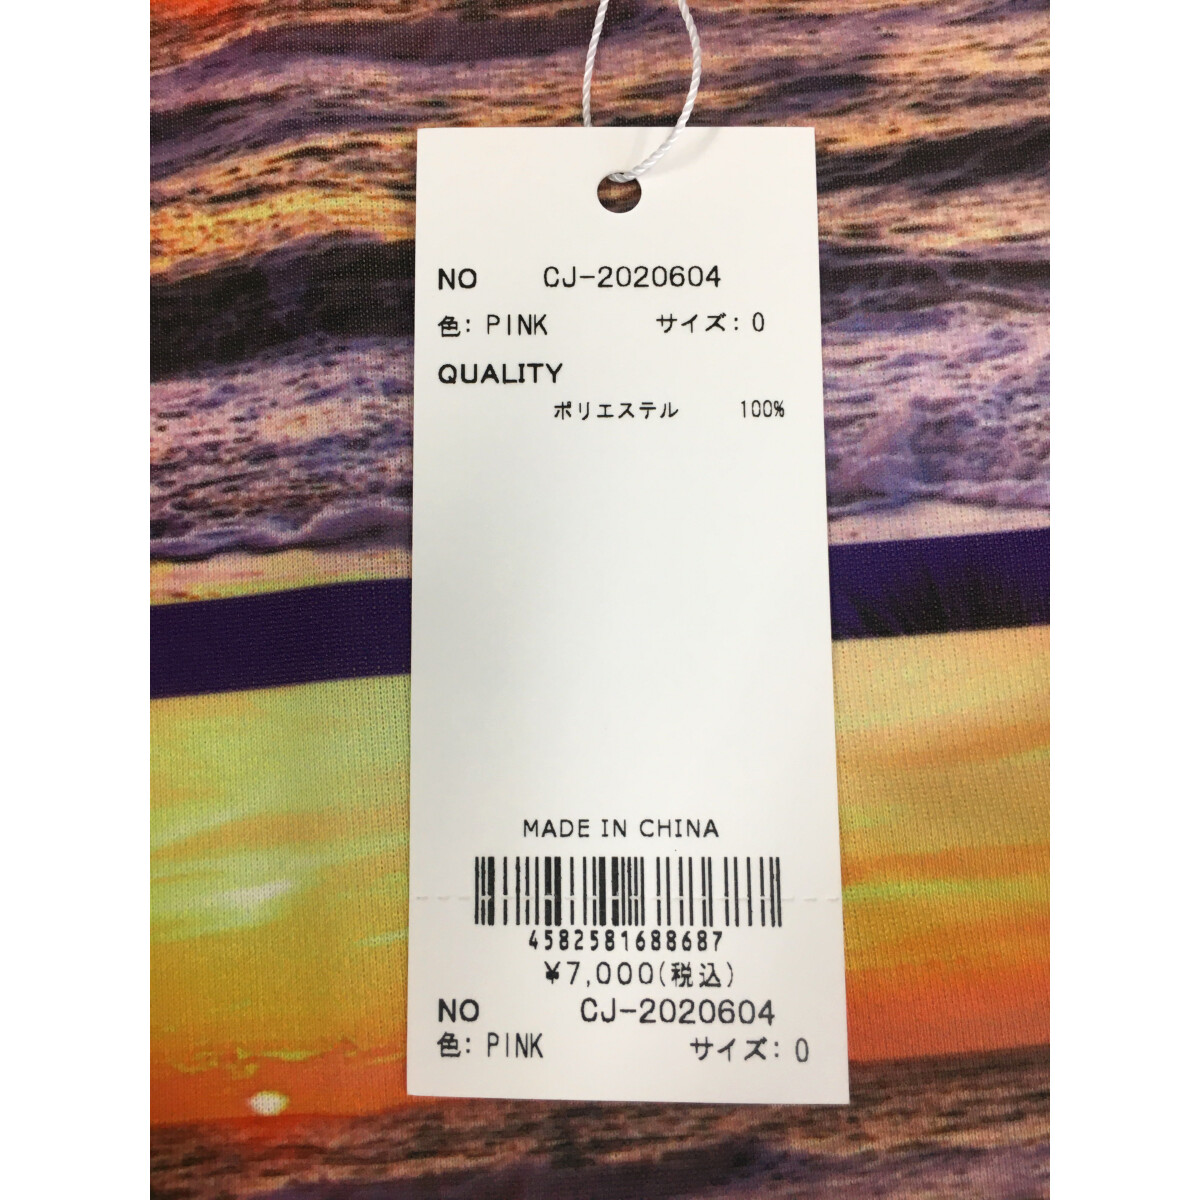 NO CJ-2020604
色: PINK サイズ: 0
QUALITY
ポリエステル 100%
MADE IN CHINA
4582581688687
¥7,000(税込)
NO CJ-2020604
色: PINK サイズ: 0